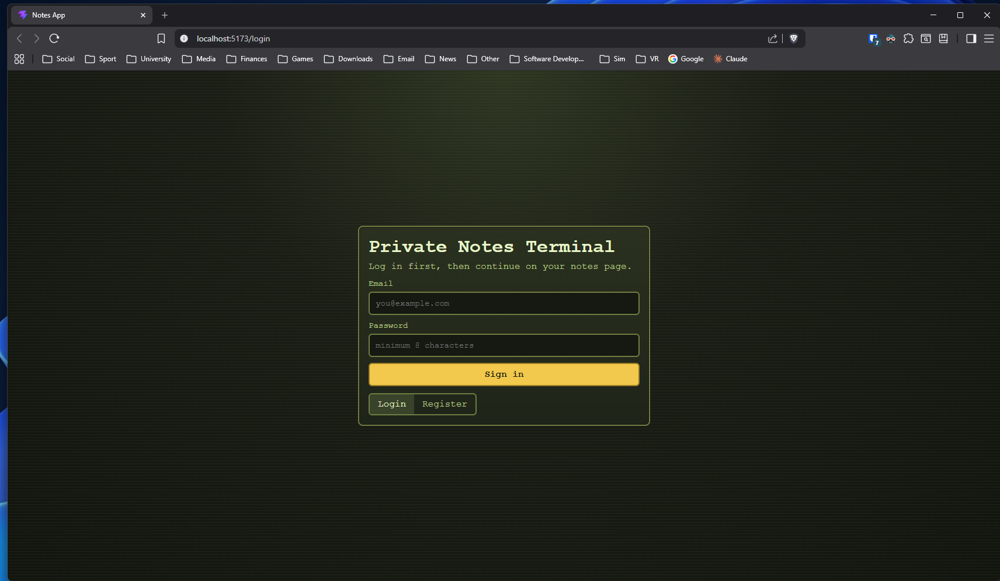 Notes App
localhost:5173/login
7
Social Sport University Media Finances Games Downloads Email News Other Software Develop... Sim VR Google Claude
Private Notes Terminal
Log in first, then continue on your notes page.
Email
you@example.com
Password
minimum 8 characters
Sign in
Login Register